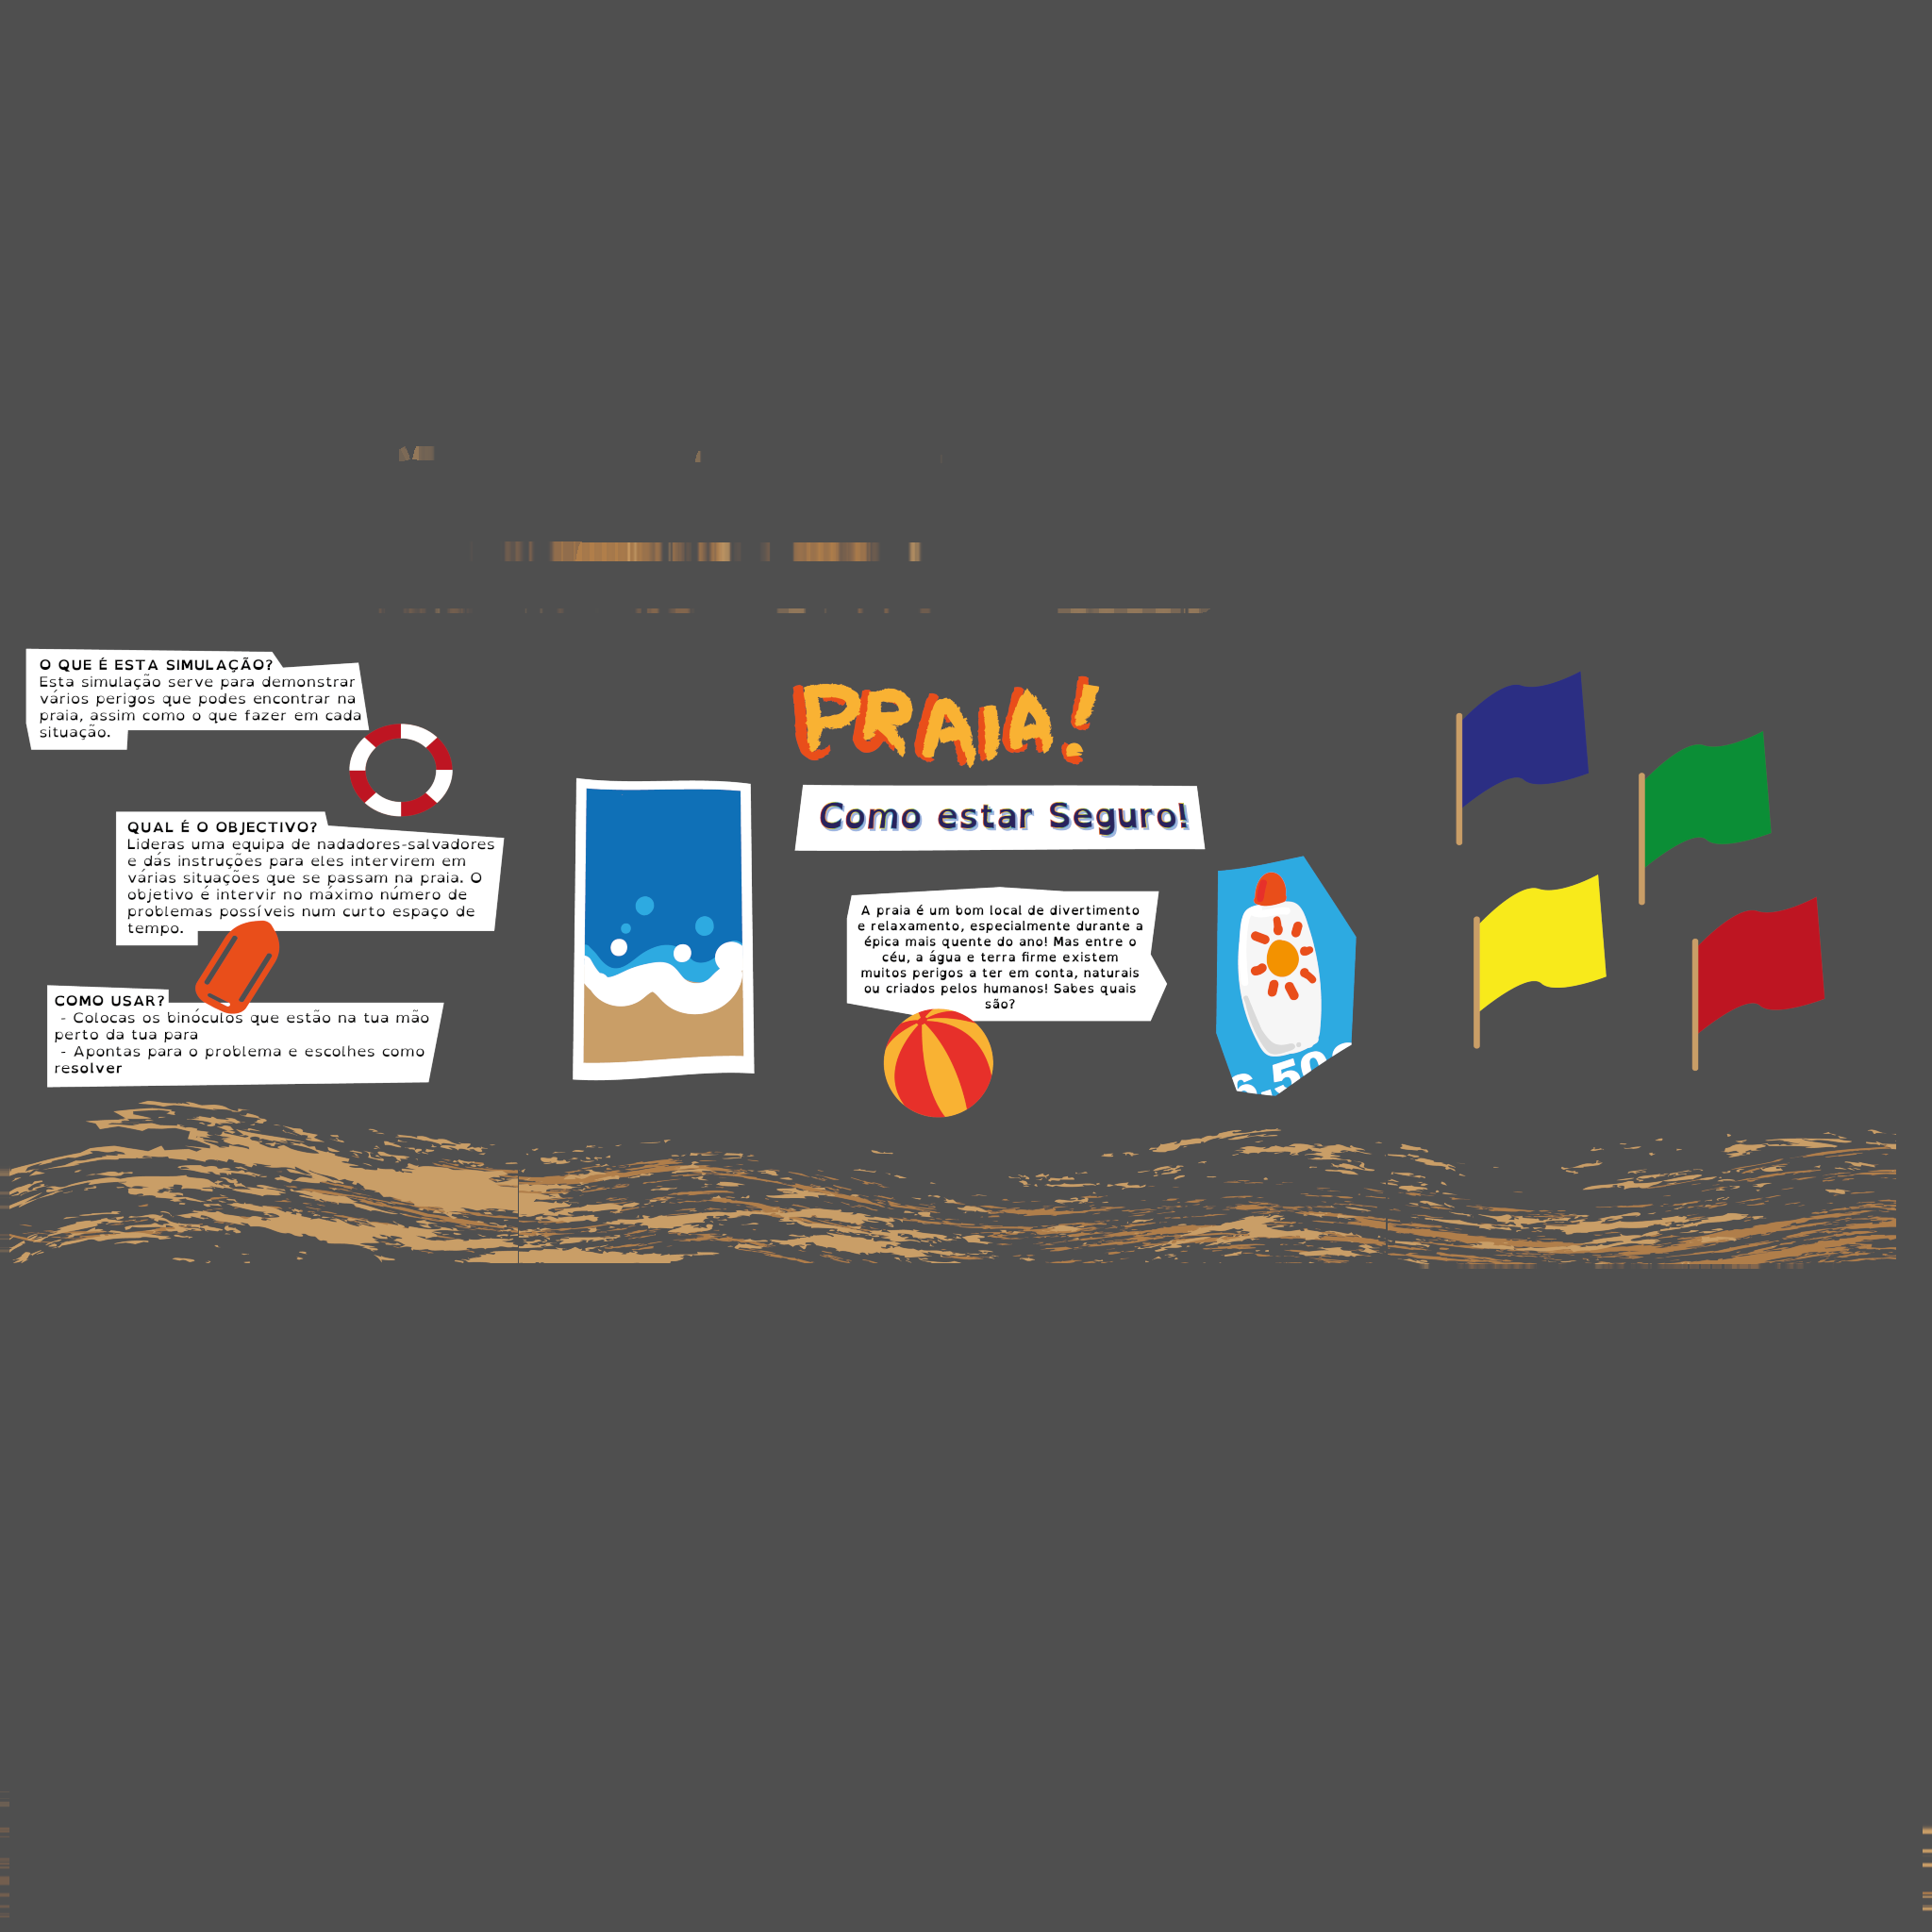 O QUE É ESTA SIMULAÇÃO?
Esta simulação serve para demonstrar
vários perigos que podes encontrar na
praia, assim como o que fazer em cada
situação.
QUAL É O OBJECTIVO?
Lideras uma equipa de nadadores-salvadores
e dás instruções para eles intervirem em
várias situações que se passam na praia. O
objetivo é intervir no máximo número de
problemas possíveis num curto espaço de
tempo.
COMO USAR?
- Colocas os binóculos que estão na tua mão
perto da tua para
- Apontas para o problema e escolhes como
resolver
PRAIA!
Como estar Seguro!
A praia é um bom local de divertimento
e relaxamento, especialmente durante a
épica mais quente do ano! Mas entre o
céu, a água e terra firme existem
muitos perigos a ter em conta, naturais
ou criados pelos humanos! Sabes quais
são?
50